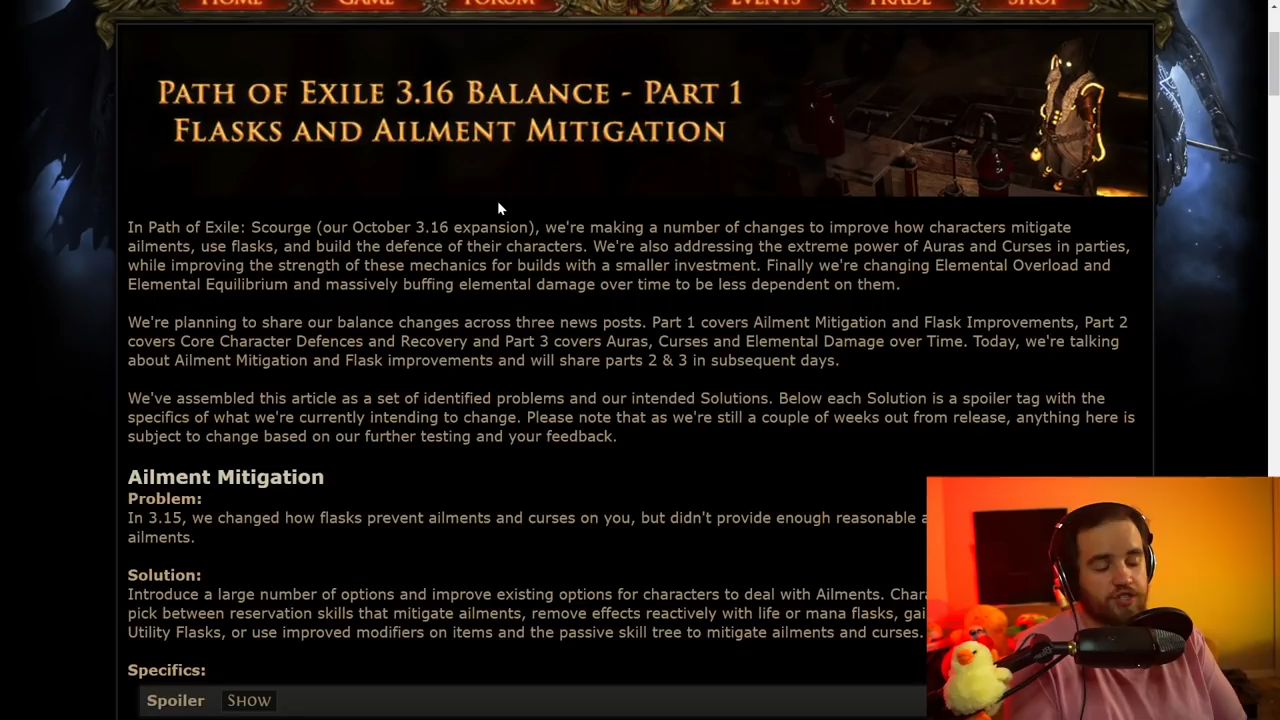 HOME GAME FORUM EVENTS TRADE SHOP
PATH OF EXILE 3.16 BALANCE - PART 1
FLASKS AND AILMENT MITIGATION
In Path of Exile: Scourge (our October 3.16 expansion), we're making a number of changes to improve how characters mitigate
ailments, use flasks, and build the defence of their characters. We're also addressing the extreme power of Auras and Curses in parties,
while improving the strength of these mechanics for builds with a smaller investment. Finally we're changing Elemental Overload and
Elemental Equilibrium and massively buffing elemental damage over time to be less dependent on them.
We're planning to share our balance changes across three news posts. Part 1 covers Ailment Mitigation and Flask Improvements, Part 2
covers Core Character Defences and Recovery and Part 3 covers Auras, Curses and Elemental Damage over Time. Today, we're talking
about Ailment Mitigation and Flask improvements and will share parts 2 & 3 in subsequent days.
We've assembled this article as a set of identified problems and our intended Solutions. Below each Solution is a spoiler tag with the
specifics of what we're currently intending to change. Please note that as we're still a couple of weeks out from release, anything here is
subject to change based on our further testing and your feedback.
Ailment Mitigation
Problem:
In 3.15, we changed how flasks prevent ailments and curses on you, but didn't provide enough reasonable
ailments.
Solution:
Introduce a large number of options and improve existing options for characters to deal with Ailments.
pick between reservation skills that mitigate ailments, remove effects reactively with life or mana flasks,
Utility Flasks, or use improved modifiers on items and the passive skill tree to mitigate ailments and curses.
Specifics:
Spoiler SHOW